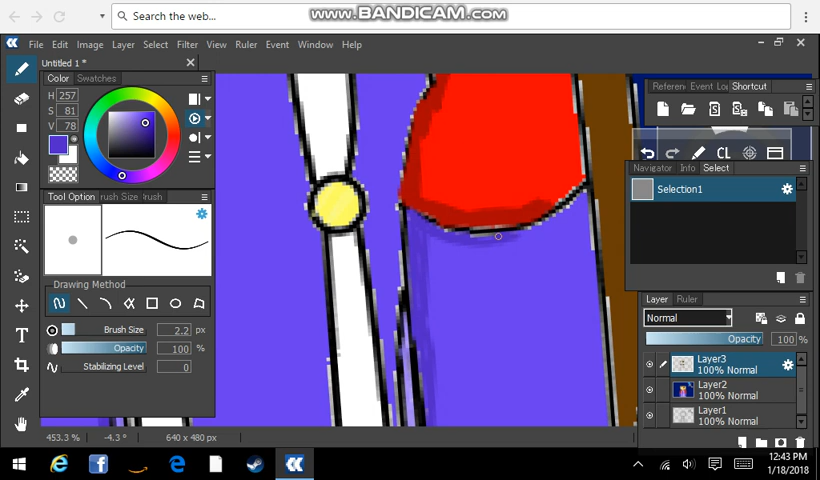 www.BANDICAM.com
Search the web...
File Edit Image Layer Select Filter View Ruler Event Window Help
Untitled 1 *
Color Swatches
H 257
S 81
V 78
Tool Option
Brush
Drawing Method
Brush Size 2.2 px
Opacity 100 %
Stabilizing Level 0
Event Shortcut
CL
Navigator Info Select
Selection1
Layer Ruler
Normal
Opacity 100 %
Layer3
100% Normal
Layer2
100% Normal
Layer1
100% Normal
453.3 % -4.3 ° 640 x 480 px
12:43 PM
1/18/2018